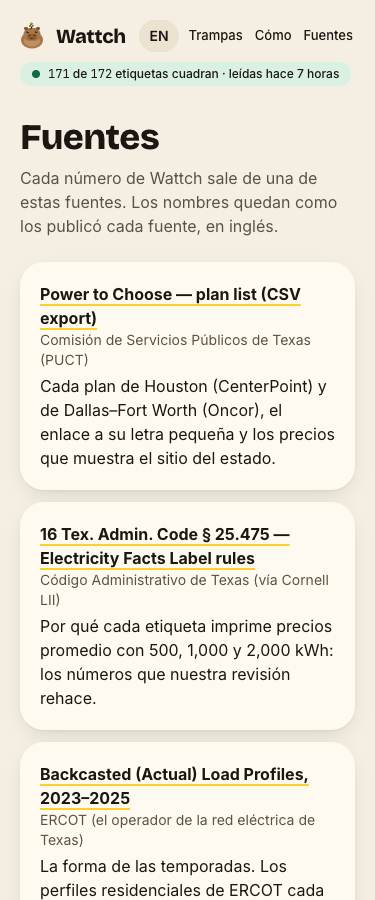 Wattch EN Trampas Cómo Fuentes
171 de 172 etiquetas cuadran · leídas hace 7 horas
Fuentes
Cada número de Wattch sale de una de
estas fuentes. Los nombres quedan como
los publicó cada fuente, en inglés.
Power to Choose — plan list (CSV
export)
Comisión de Servicios Públicos de Texas
(PUCT)
Cada plan de Houston (CenterPoint) y
de Dallas–Fort Worth (Oncor), el
enlace a su letra pequeña y los precios
que muestra el sitio del estado.
16 Tex. Admin. Code § 25.475 —
Electricity Facts Label rules
Código Administrativo de Texas (vía Cornell
LII)
Por qué cada etiqueta imprime precios
promedio con 500, 1,000 y 2,000 kWh:
los números que nuestra revisión
rehace.
Backcasted (Actual) Load Profiles,
2023–2025
ERCOT (el operador de la red eléctrica de
Texas)
La forma de las temporadas. Los
perfiles residenciales de ERCOT cada